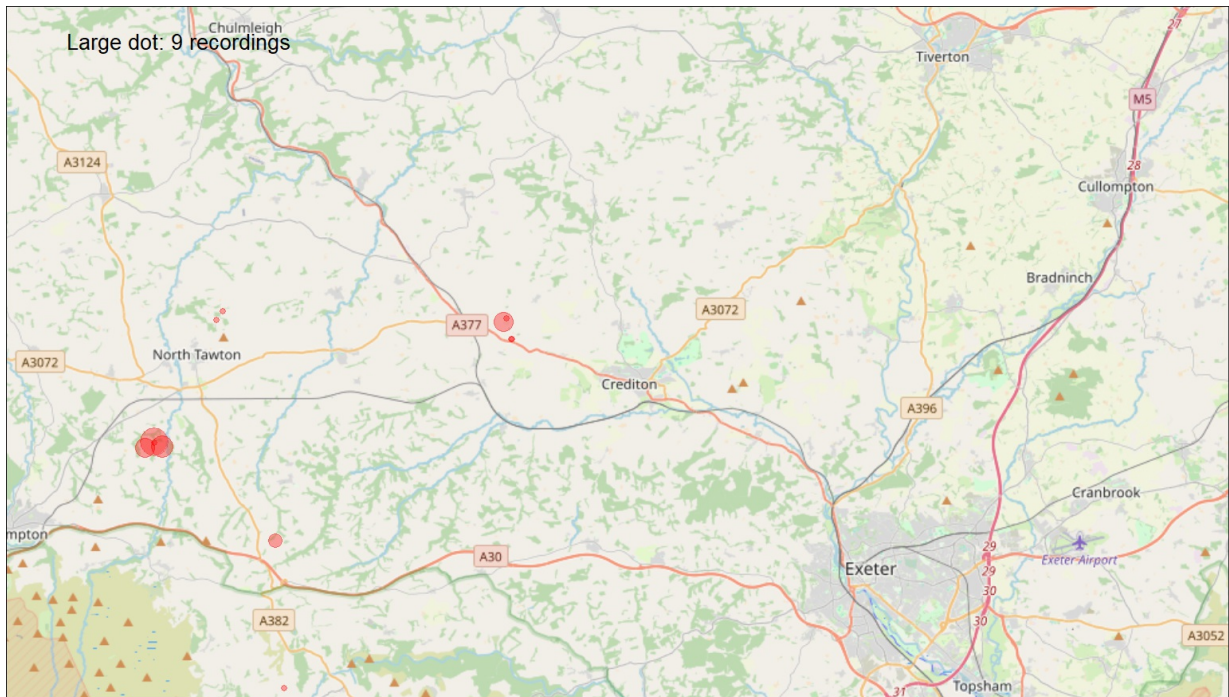 Chulmleigh
Large dot: 9 recordings
27
Tiverton
M5
A3124
28
Cullompton
Bradninch
A3072
A377
North Tawton
A3072
Crediton
A396
Cranbrook
mpton
29
A30
Exeter Airport
Exeter
29
30
A382
30
A3052
Topsham
31